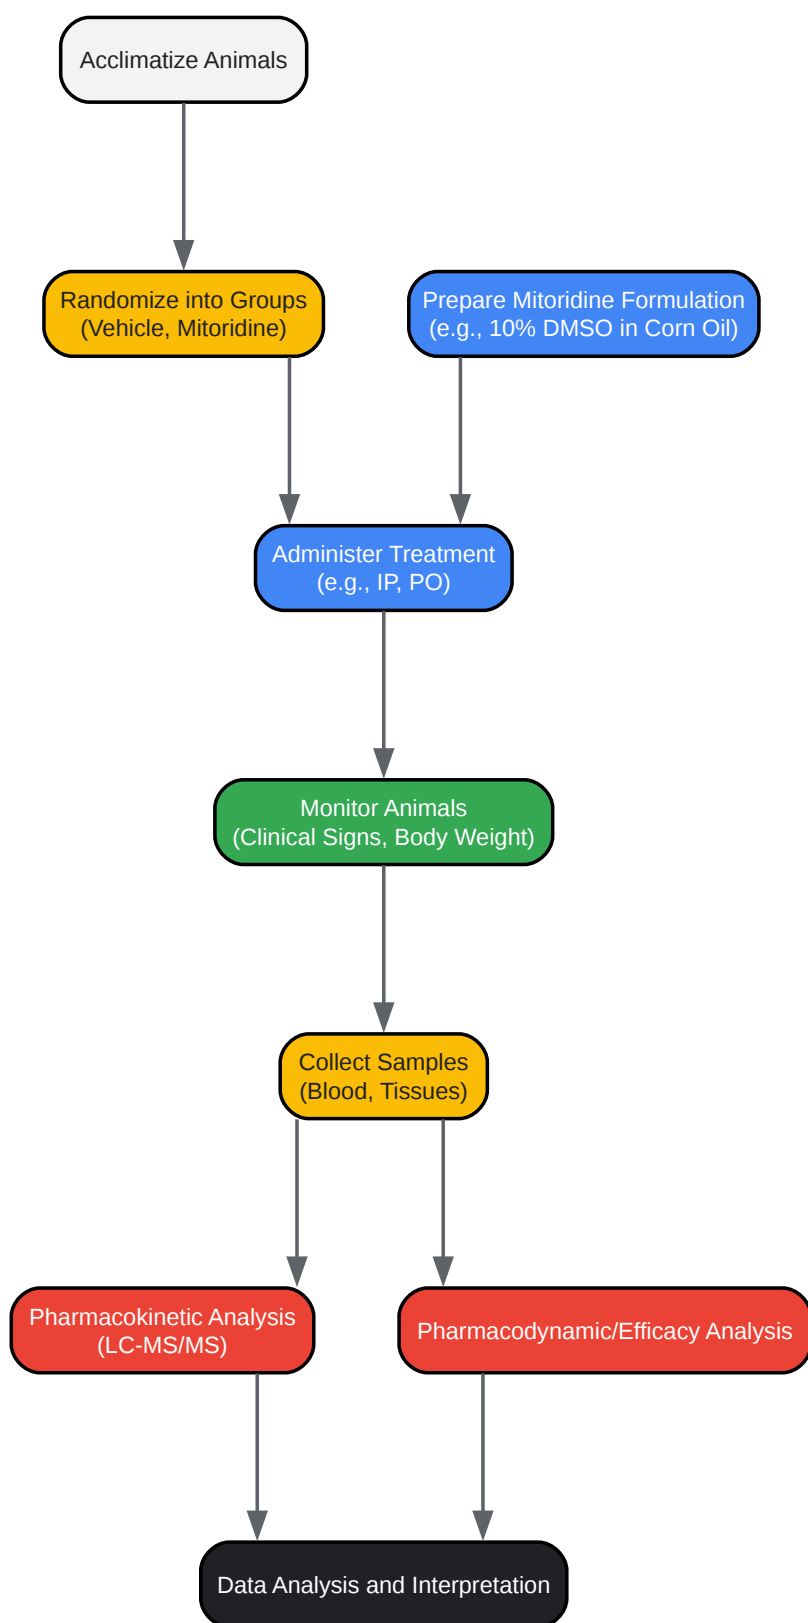 Acclimatize Animals
Randomize into Groups
(Vehicle, Mitoridine)
Prepare Mitoridine Formulation
(e.g., 10% DMSO in Corn Oil)
Administer Treatment
(e.g., IP, PO)
Monitor Animals
(Clinical Signs, Body Weight)
Collect Samples
(Blood, Tissues)
Pharmacokinetic Analysis
(LC-MS/MS)
Pharmacodynamic/Efficacy Analysis
Data Analysis and Interpretation